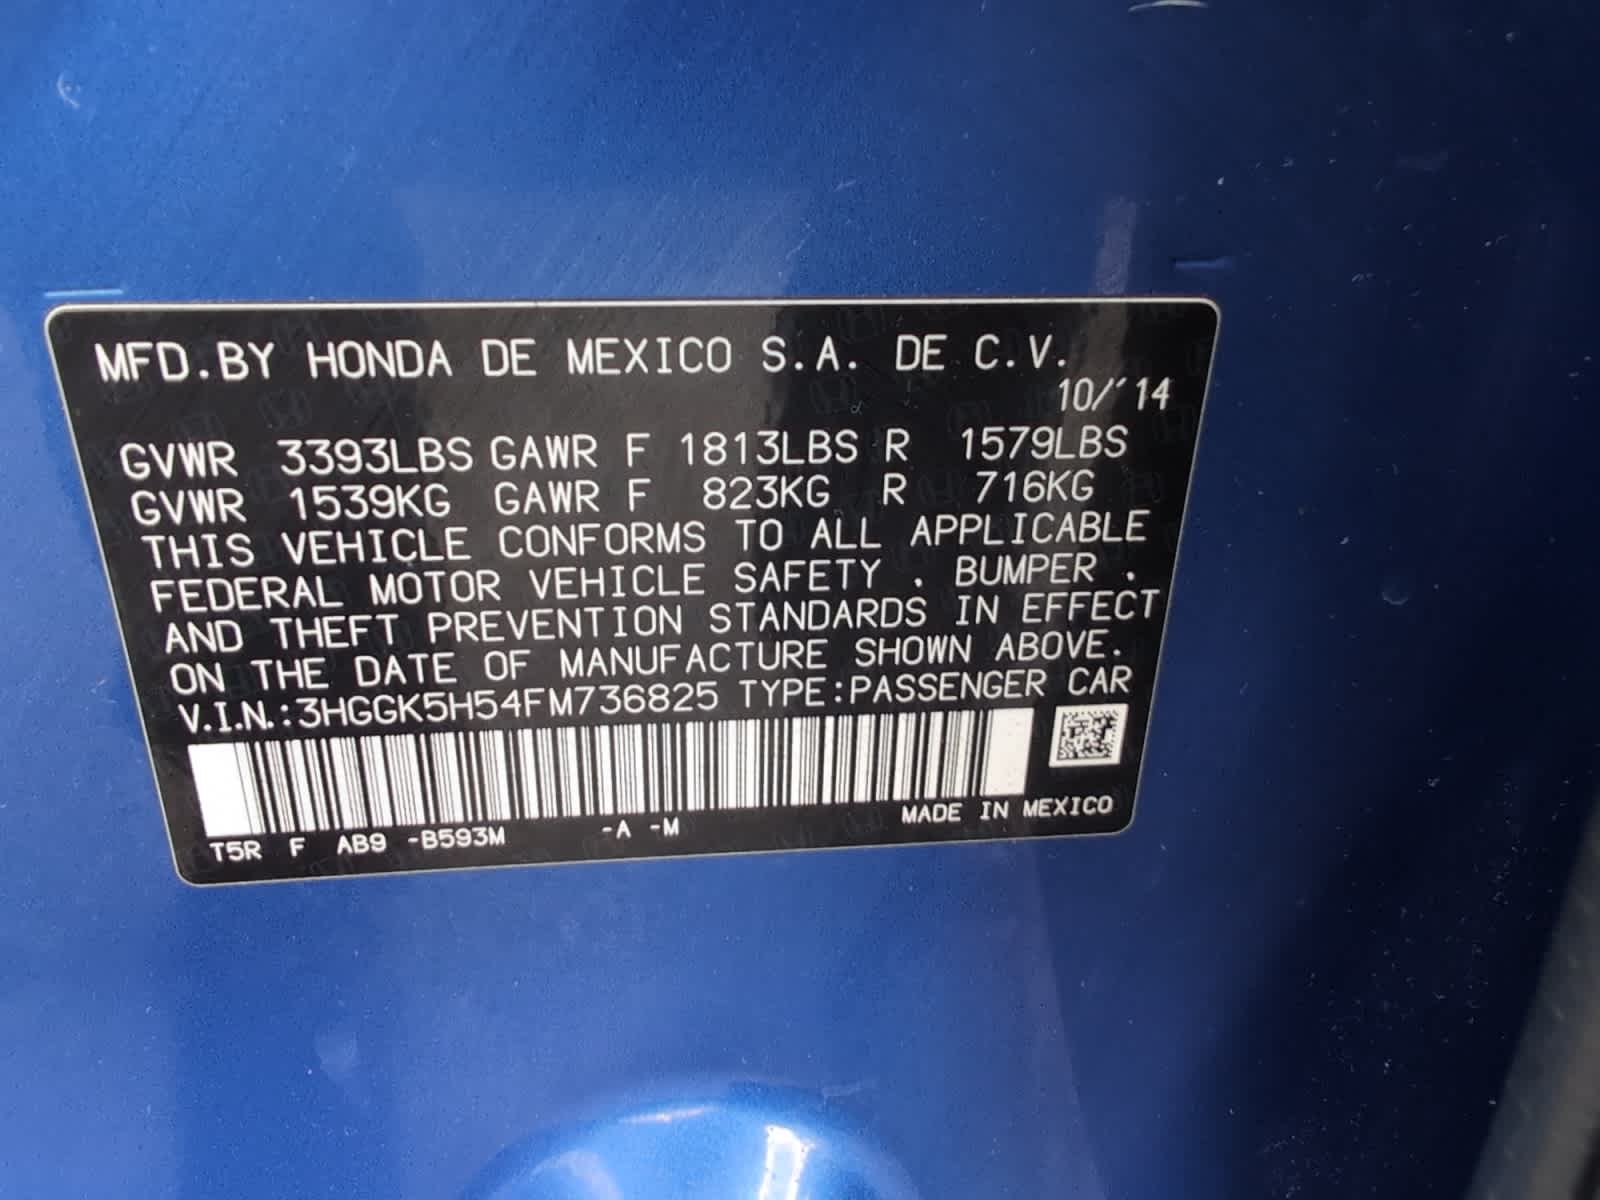 MFD.BY HONDA DE MEXICO S.A. DE C.V.
10/'14
GVWR 3393LBS GAWR F 1813LBS R 1579LBS
GVWR 1539KG GAWR F 823KG R 716KG
THIS VEHICLE CONFORMS TO ALL APPLICABLE
FEDERAL MOTOR VEHICLE SAFETY , BUMPER ,
AND THEFT PREVENTION STANDARDS IN EFFECT
ON THE DATE OF MANUFACTURE SHOWN ABOVE.
V.I.N.:3HGGK5H54FM736825 TYPE:PASSENGER CAR
MADE IN MEXICO
T5R F AB9 -B593M -A -M